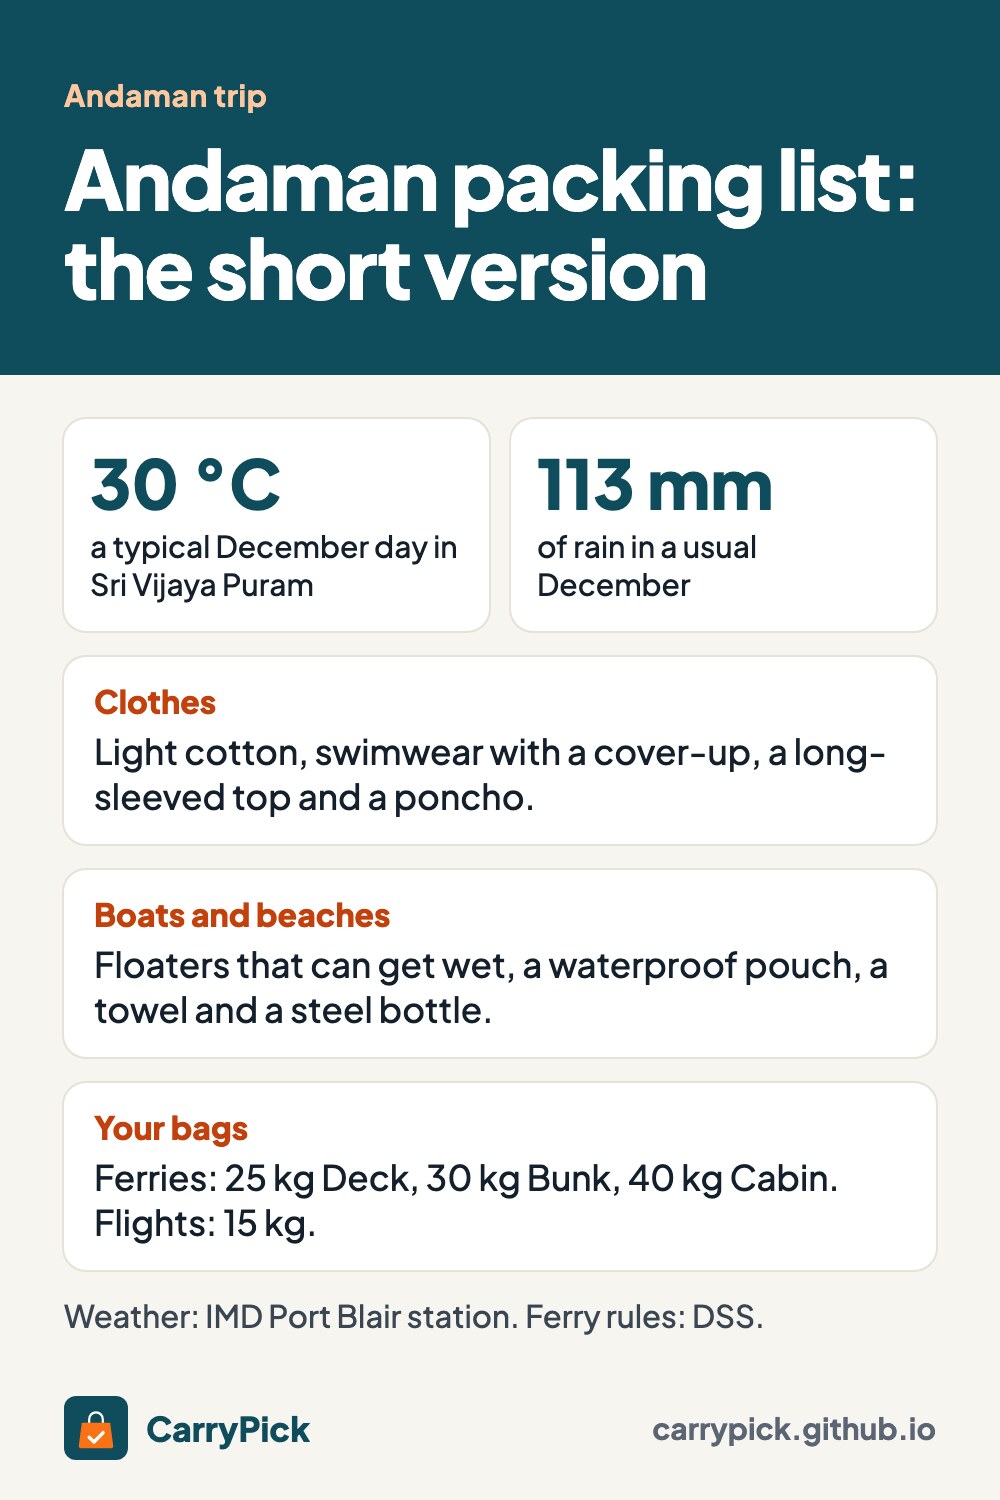 Andaman trip
Andaman packing list:
the short version
30 °C
a typical December day in
Sri Vijaya Puram
113 mm
of rain in a usual
December
Clothes
Light cotton, swimwear with a cover-up, a long-
sleeved top and a poncho.
Boats and beaches
Floaters that can get wet, a waterproof pouch, a
towel and a steel bottle.
Your bags
Ferries: 25 kg Deck, 30 kg Bunk, 40 kg Cabin.
Flights: 15 kg.
Weather: IMD Port Blair station. Ferry rules: DSS.
CarryPick
carrypick.github.io